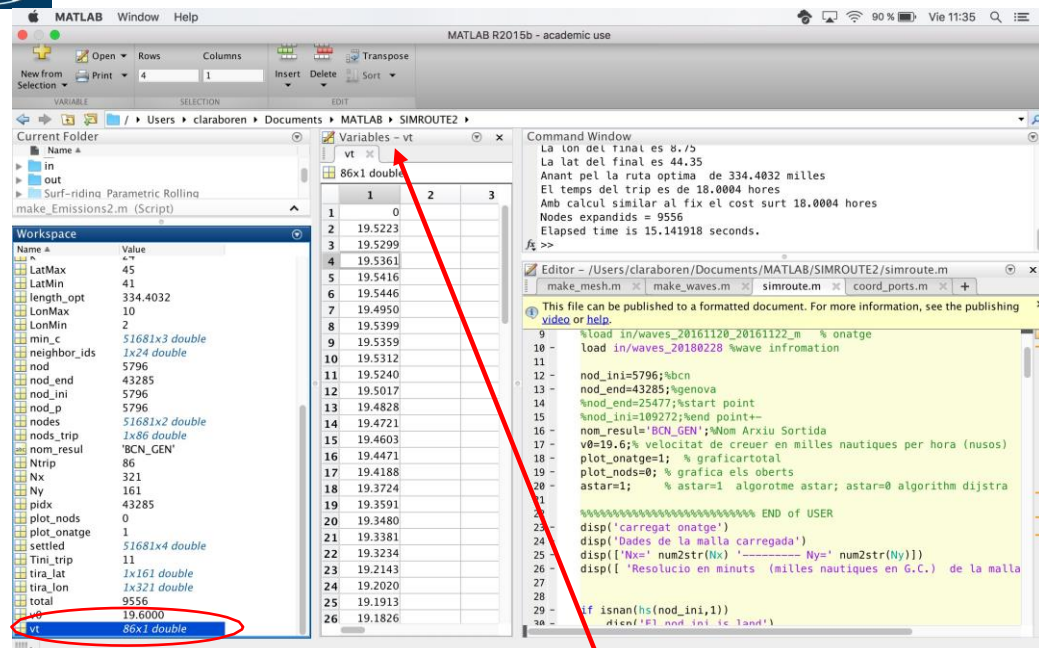 MATLAB Window Help 90 % Vie 11:35
MATLAB R2015b - academic use
Open Rows Columns Transpose
New from Selection Print 4 1 Insert Delete Sort
VARIABLE SELECTION EDIT
/ Users claraboren Documents MATLAB SIMROUTE2
Current Folder
Name
in
out
Surf-riding Parametric Rolling
make_Emissions2.m (Script)
Workspace
Name Value
LatMax 45
LatMin 41
length_opt 334.4032
LonMax 10
LonMin 2
min_c 51681x3 double
neighbor_ids 1x24 double
nod 5796
nod_end 43285
nod_ini 5796
nod_p 5796
nodes 51681x2 double
nods_trip 1x86 double
nom_resul 'BCN_GEN'
Ntrip 86
Nx 321
Ny 161
pidx 43285
plot_nods 0
plot_onatge 1
settled 51681x4 double
Tini_trip 11
tira_lat 1x161 double
tira_lon 1x321 double
total 9556
v0 19.6000
vt 86x1 double
Variables - vt
vt
86x1 double
1 2 3
1 0
2 19.5223
3 19.5299
4 19.5361
5 19.5416
6 19.5446
7 19.4950
8 19.5399
9 19.5359
10 19.5312
11 19.5240
12 19.5017
13 19.4828
14 19.4721
15 19.4603
16 19.4471
17 19.4188
18 19.3724
19 19.3591
20 19.3480
21 19.3381
22 19.3234
23 19.2143
24 19.2020
25 19.1913
26 19.1826
Command Window
La lon del final es 8.75
La lat del final es 44.35
Anant pel la ruta optima de 334.4032 milles
El temps del trip es de 18.0004 hores
Amb calcul similar al fix el cost surt 18.0004 hores
Nodes expandids = 9556
Elapsed time is 15.141918 seconds.
fx >>
Editor - /Users/claraboren/Documents/MATLAB/SIMROUTE2/simroute.m
make_mesh.m make_waves.m simroute.m coord_ports.m +
This file can be published to a formatted document. For more information, see the publishing
video or help.
9 %load in/waves_20161120_20161122_m % onatge
10 - load in/waves_20180228 %wave infromation
11
12 - nod_ini=5796;%bcn
13 - nod_end=43285;%genova
14 %nod_end=25477;%start point
15 %nod_ini=109272;%end point+-
16 - nom_resul='BCN_GEN';%Nom Arxiu Sortida
17 - v0=19.6;% velocitat de creuer en milles nautiques per hora (nusos)
18 - plot_onatge=1; % graficartotal
19 - plot_nods=0; % grafica els oberts
20 - astar=1; % astar=1 algorotme astar; astar=0 algorithm dijstra
21
22 %%%%%%%%%%%%%%%%%%%%%%%%%% END of USER
23 - disp('carregat onatge')
24 - disp('Dades de la malla carregada')
25 - disp(['Nx=' num2str(Nx) '--------- Ny=' num2str(Ny)])
26 - disp([ 'Resolucio en minuts (milles nautiques en G.C.) de la malla
27
28
29 - if isnan(hs(nod_ini,1))
30 - disp('El nod ini is land')